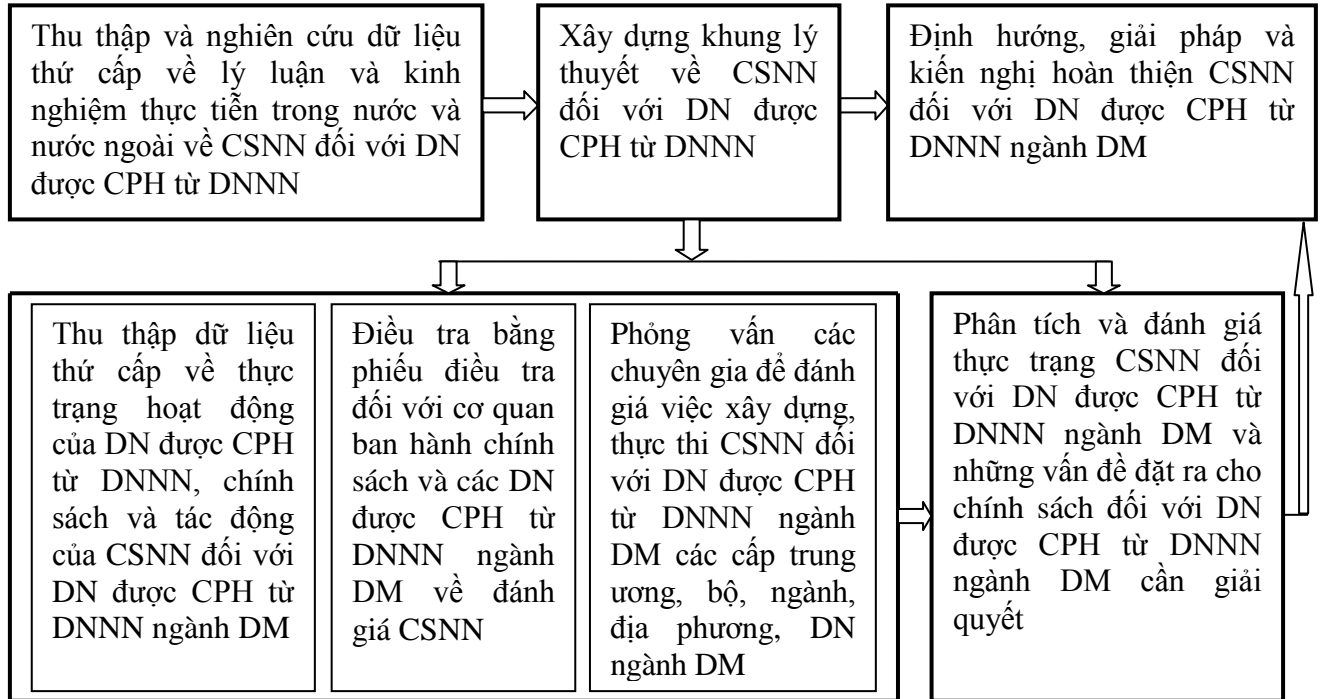 Thu thập và nghiên cứu dữ liệu
thứ cấp về lý luận và kinh
nghiệm thực tiễn trong nước và
nước ngoài về CSNN đối với DN
được CPH từ DNNN
Xây dựng khung lý
thuyết về CSNN
đối với DN được
CPH từ DNNN
Định hướng, giải pháp và
kiến nghị hoàn thiện CSNN
đối với DN được CPH từ
DNNN ngành DM
Thu thập dữ liệu
thứ cấp về thực
trạng hoạt động
của DN được CPH
từ DNNN, chính
sách và tác động
của CSNN đối với
DN được CPH từ
DNNN ngành DM
Điều tra bằng
phiếu điều tra
đối với cơ quan
ban hành chính
sách và các DN
được CPH từ
DNNN ngành
DM về đánh
giá CSNN
Phỏng vấn các
chuyên gia để đánh
giá việc xây dựng,
thực thi CSNN đối
với DN được CPH
từ DNNN ngành
DM các cấp trung
ương, bộ, ngành,
địa phương, DN
ngành DM
Phân tích và đánh giá
thực trạng CSNN đối
với DN được CPH từ
DNNN ngành DM và
những vấn đề đặt ra cho
chính sách đối với DN
được CPH từ DNNN
ngành DM cần giải
quyết